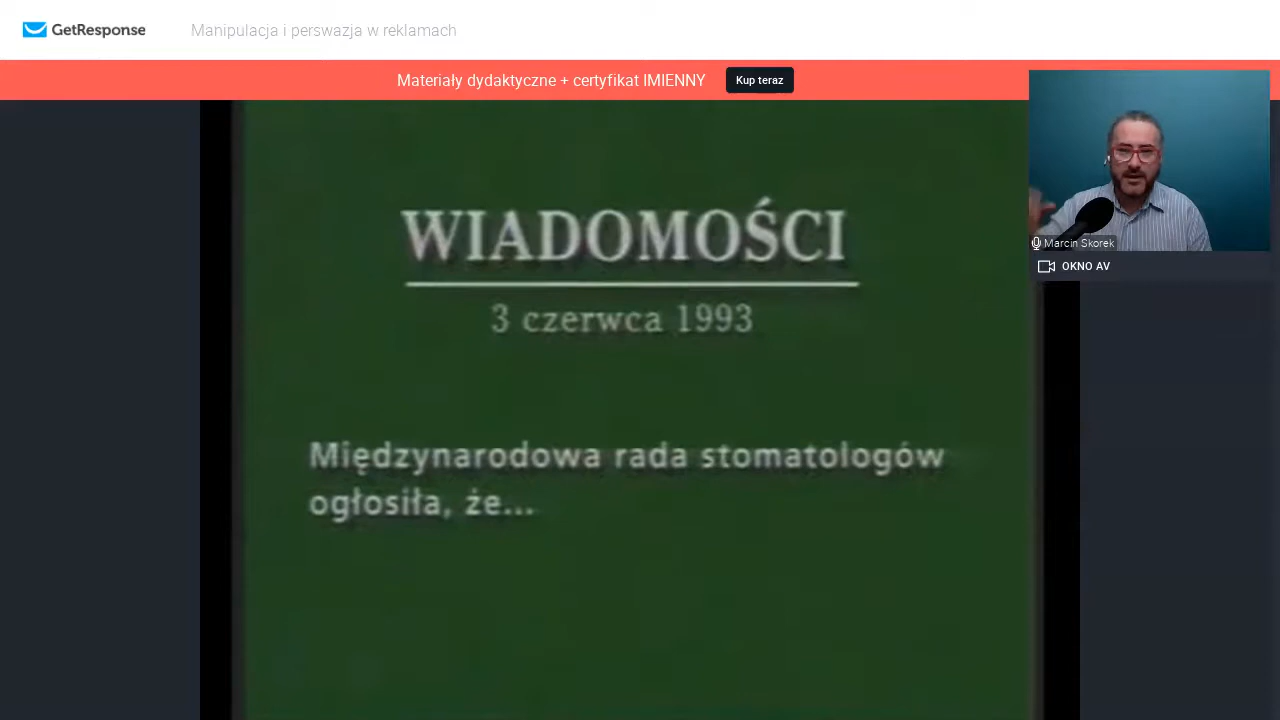 GetResponse
Manipulacja i perswazja w reklamach
Materiały dydaktyczne + certyfikat IMIENNY
Kup teraz
Marcin Skorek
OKNO AV
WIADOMOŚCI
3 czerwca 1993
Międzynarodowa rada stomatologów
ogłosiła, że...